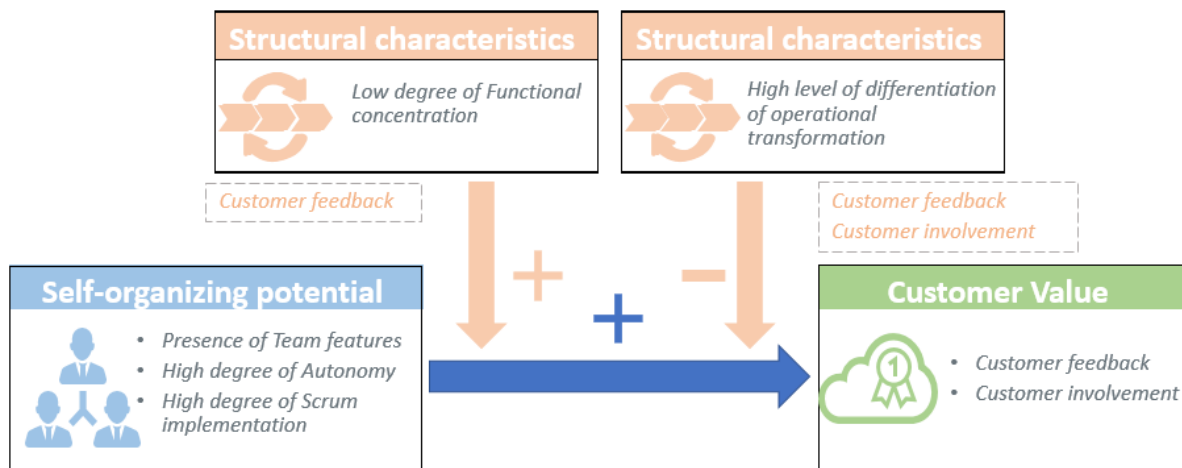 Structural characteristics
Low degree of Functional
concentration
Structural characteristics
High level of differentiation
of operational
transformation
Customer feedback
Customer feedback
Customer involvement
+
−
+
Self-organizing potential
• Presence of Team features
• High degree of Autonomy
• High degree of Scrum
implementation
Customer Value
1
• Customer feedback
• Customer involvement